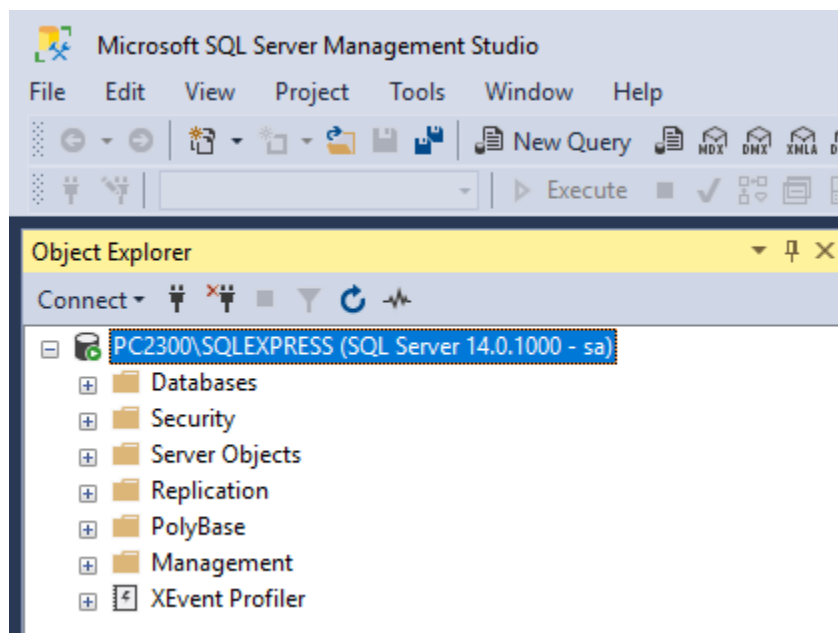 Microsoft SQL Server Management Studio
File Edit View Project Tools Window Help
New Query MDX DMX XMLA
Execute
Object Explorer
Connect
PC2300\SQLEXPRESS (SQL Server 14.0.1000 - sa)
Databases
Security
Server Objects
Replication
PolyBase
Management
XEvent Profiler